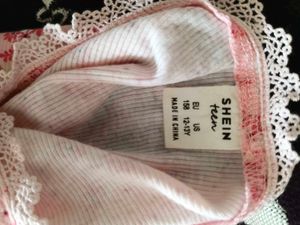 SHEIN
teen
EU US
158 12-13Y
MADE IN CHINA